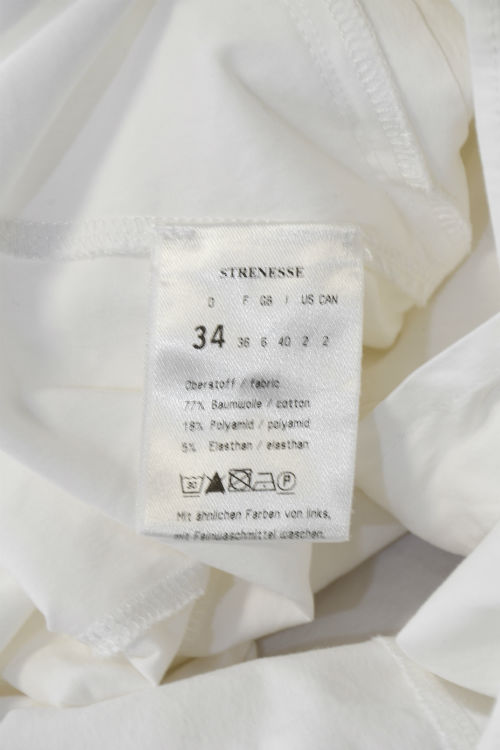 STRENESSE
D F GB I US CAN
34 36 6 40 2 2
Oberstoff / fabric
77% Baumwolle / cotton
18% Polyamid / polyamid
5% Elasthan / elasthan
30 P
Mit ähnlichen Farben von links,
mit Feinwaschmittel waschen.